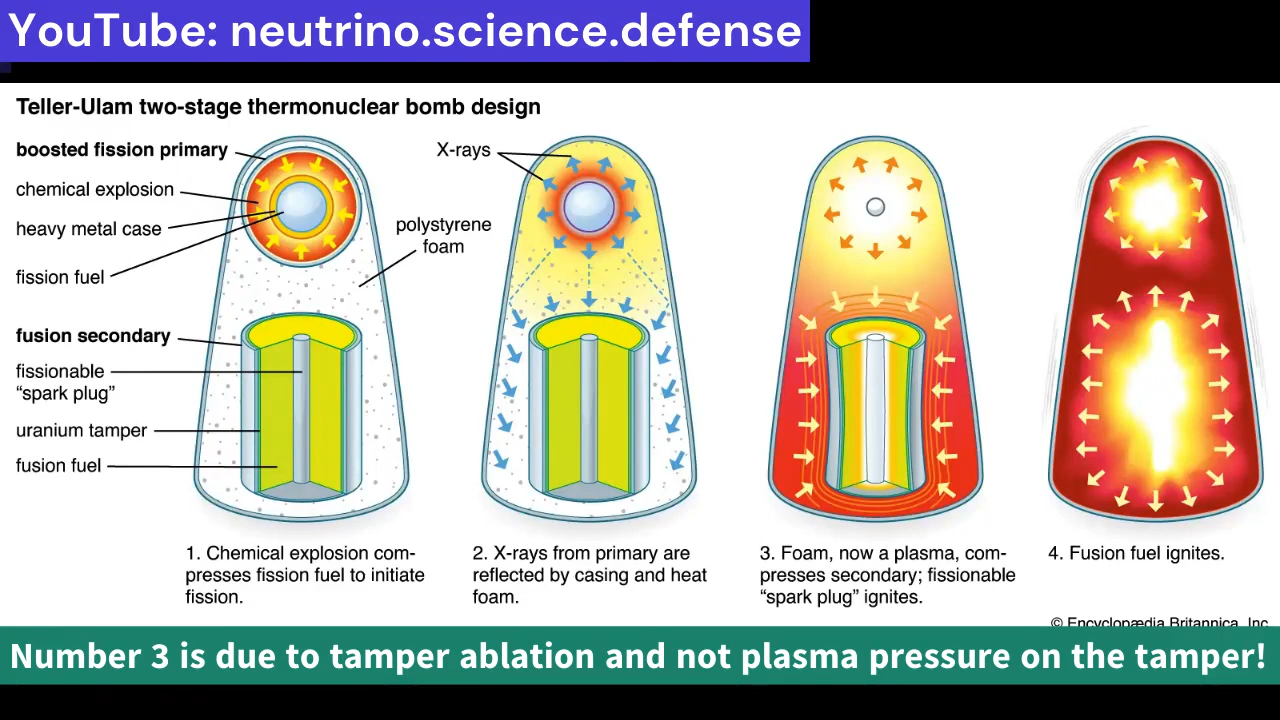 YouTube: neutrino.science.defense
Teller-Ulam two-stage thermonuclear bomb design
boosted fission primary
chemical explosion
heavy metal case
fission fuel
fusion secondary
fissionable
“spark plug”
uranium tamper
fusion fuel
polystyrene
foam
X-rays
1. Chemical explosion com-
presses fission fuel to initiate
fission.
2. X-rays from primary are
reflected by casing and heat
foam.
3. Foam, now a plasma, com-
presses secondary; fissionable
“spark plug” ignites.
4. Fusion fuel ignites.
© Encyclopædia Britannica, Inc.
Number 3 is due to tamper ablation and not plasma pressure on the tamper!